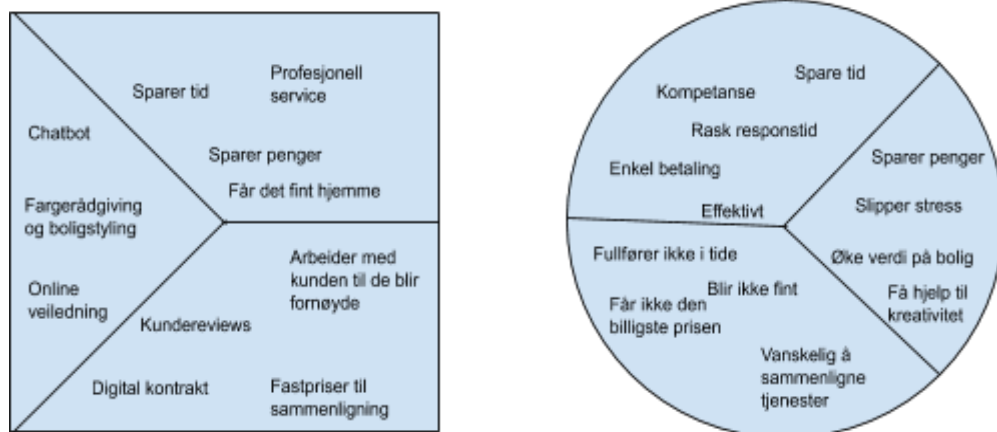 Sparer tid
Profesjonell
service
Chatbot
Sparer penger
Får det fint hjemme
Fargerådgiving
og boligstyling
Online
veiledning
Arbeider med
kunden til de blir
fornøyde
Kundereviews
Digital kontrakt
Fastpriser til
sammenligning
Spare tid
Kompetanse
Rask responstid
Enkel betaling
Effektivt
Sparer penger
Slipper stress
Øke verdi på bolig
Få hjelp til
kreativitet
Fullfører ikke i tide
Blir ikke fint
Får ikke den
billigste prisen
Vanskelig å
sammenligne
tjenester